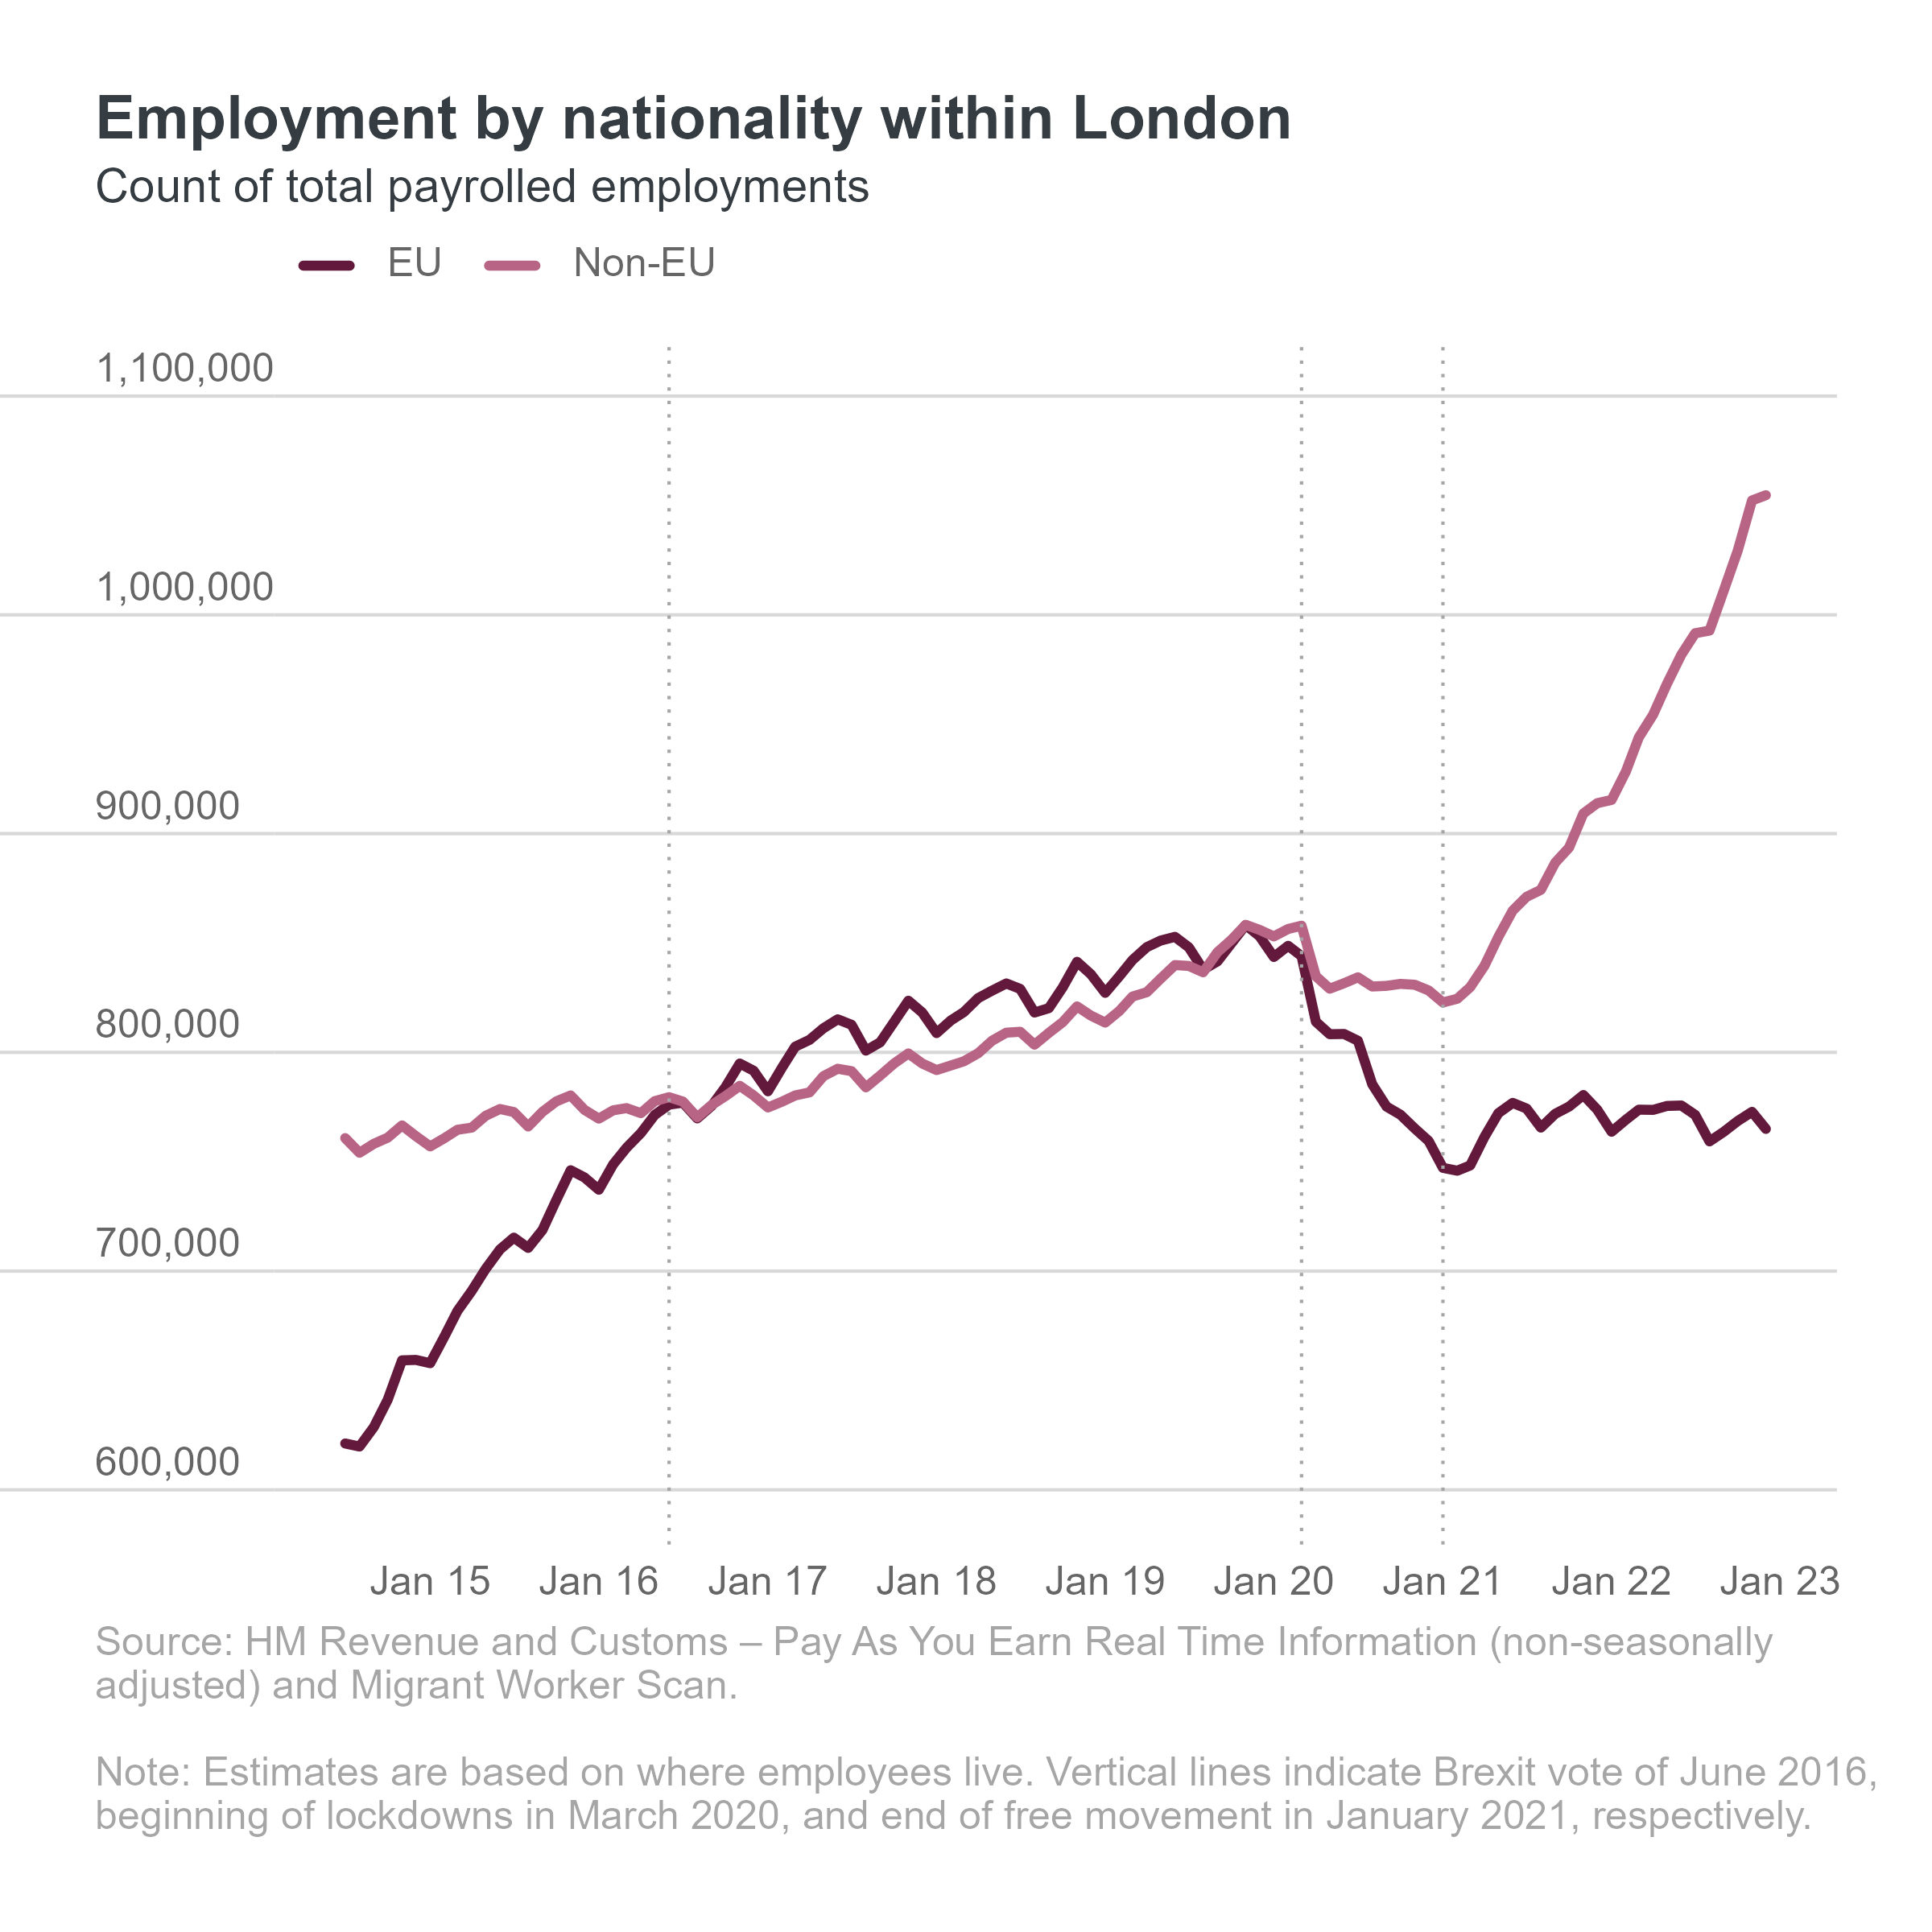 Employment by nationality within London
Count of total payrolled employments
EU Non-EU
1,100,000
1,000,000
900,000
800,000
700,000
600,000
Jan 15 Jan 16 Jan 17 Jan 18 Jan 19 Jan 20 Jan 21 Jan 22 Jan 23
Source: HM Revenue and Customs – Pay As You Earn Real Time Information (non-seasonally
adjusted) and Migrant Worker Scan.
Note: Estimates are based on where employees live. Vertical lines indicate Brexit vote of June 2016,
beginning of lockdowns in March 2020, and end of free movement in January 2021, respectively.